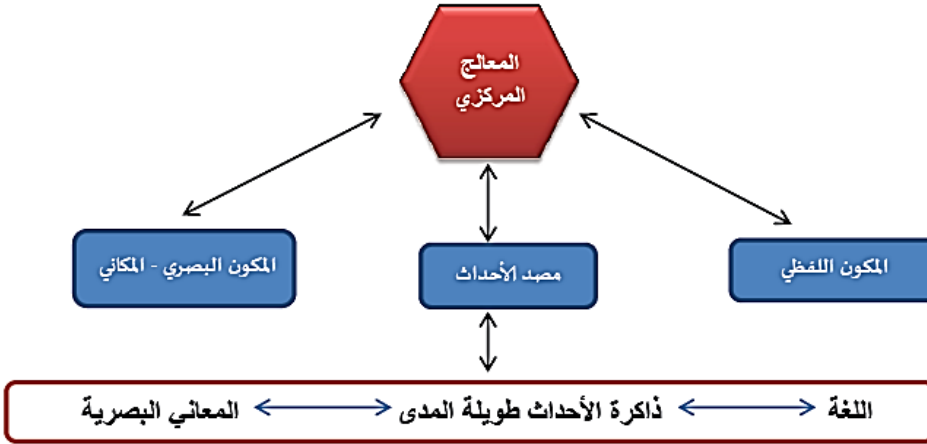 المعالج
المركزي
المكون اللفظي
مصد الأحداث
المكون البصري - المكاني
اللغة
ذاكرة الأحداث طويلة المدى
المعاني البصرية